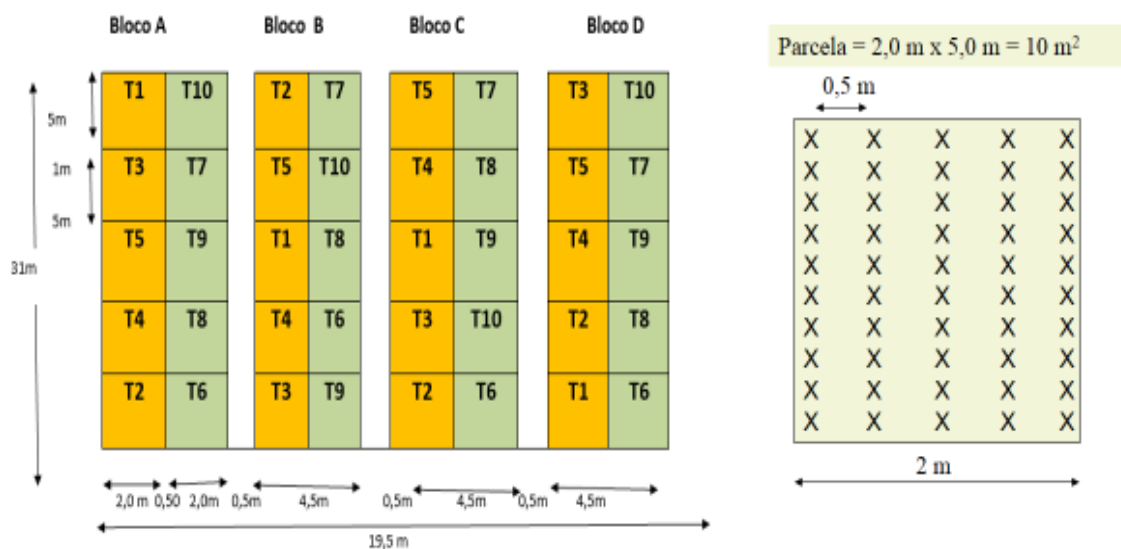 Bloco A Bloco B Bloco C Bloco D
Parcela = 2,0 m x 5,0 m = 10 m²
0,5 m
T1 T10 T2 T7 T5 T7 T3 T10
5m
T3 T7 T5 T10 T4 T8 T5 T7
1m
5m
T5 T9 T1 T8 T1 T9 T4 T9
31m
T4 T8 T4 T6 T3 T10 T2 T8
T2 T6 T3 T9 T2 T6 T1 T6
X X X X X
X X X X X
X X X X X
X X X X X
X X X X X
X X X X X
X X X X X
X X X X X
X X X X X
X X X X X
2 m
2,0 m 0,50 2,0m 0,5m 4,5m 0,5m 4,5m 0,5m 4,5m
19,5 m